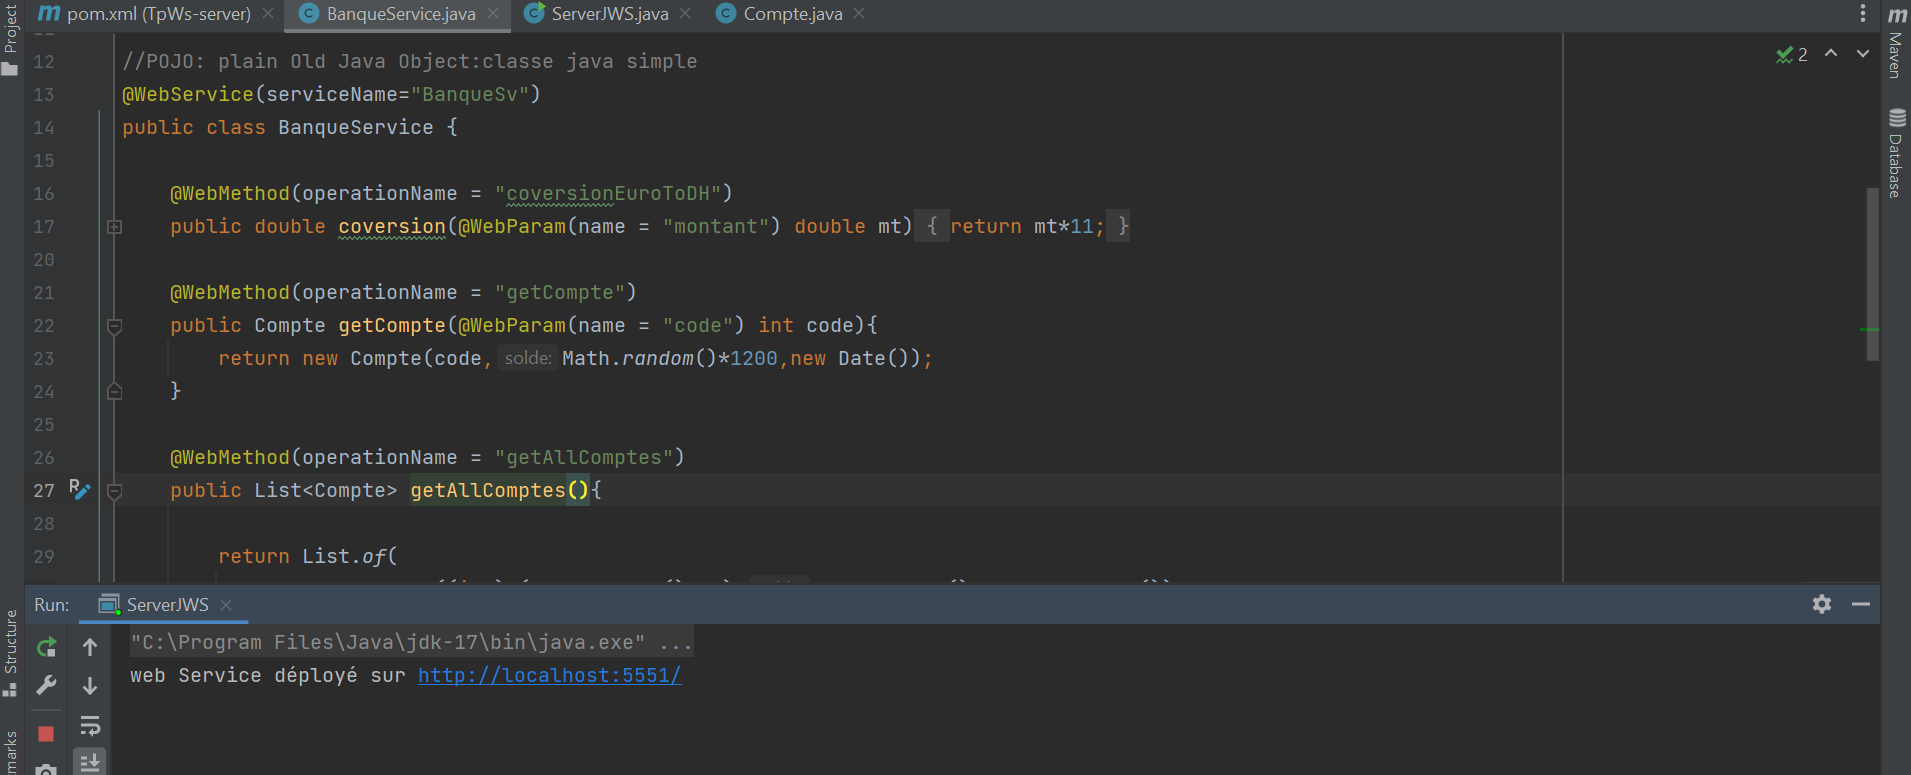 Project
pom.xml (TpWs-server)
BanqueService.java
ServerJWS.java
Compte.java
Maven
Database
2
12 //POJO: plain Old Java Object:classe java simple
13 @WebService(serviceName="BanqueSv")
14 public class BanqueService {
15
16 @WebMethod(operationName = "coversionEuroToDH")
17 public double coversion(@WebParam(name = "montant") double mt) { return mt*11; }
20
21 @WebMethod(operationName = "getCompte")
22 public Compte getCompte(@WebParam(name = "code") int code){
23 return new Compte(code, solde: Math.random()*1200,new Date());
24 }
25
26 @WebMethod(operationName = "getAllComptes")
27 public List<Compte> getAllComptes(){
28
29 return List.of(
Run: ServerJWS
Structure
"C:\Program Files\Java\jdk-17\bin\java.exe" ...
web Service déployé sur http://localhost:5551/